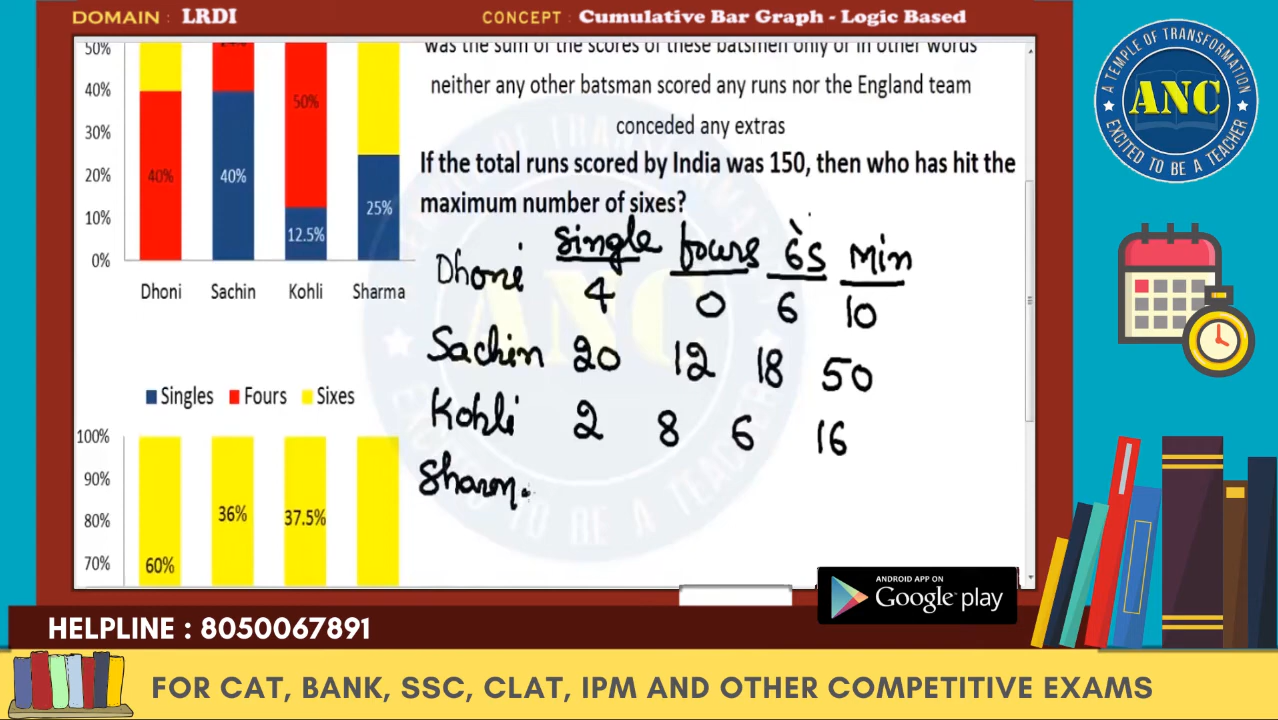 DOMAIN : LRDI
CONCEPT : Cumulative Bar Graph - Logic Based
A TEMPLE OF TRANSFORMATION
ANC
EXCITED TO BE A TEACHER
50%
40%
30%
20%
10%
0%
24%
50%
40%
40%
12.5%
25%
Dhoni Sachin Kohli Sharma
was the sum of the scores of these batsmen only or in other words
neither any other batsman scored any runs nor the England team
conceded any extras
If the total runs scored by India was 150, then who has hit the
maximum number of sixes?
single fours 6s Min
Dhoni 4 0 6 10
Sachin 20 12 18 50
Kohli 2 8 6 16
Sharm
Singles Fours Sixes
100%
90%
80%
70%
60%
36%
37.5%
ANDROID APP ON
Google play
HELPLINE : 8050067891
FOR CAT, BANK, SSC, CLAT, IPM AND OTHER COMPETITIVE EXAMS